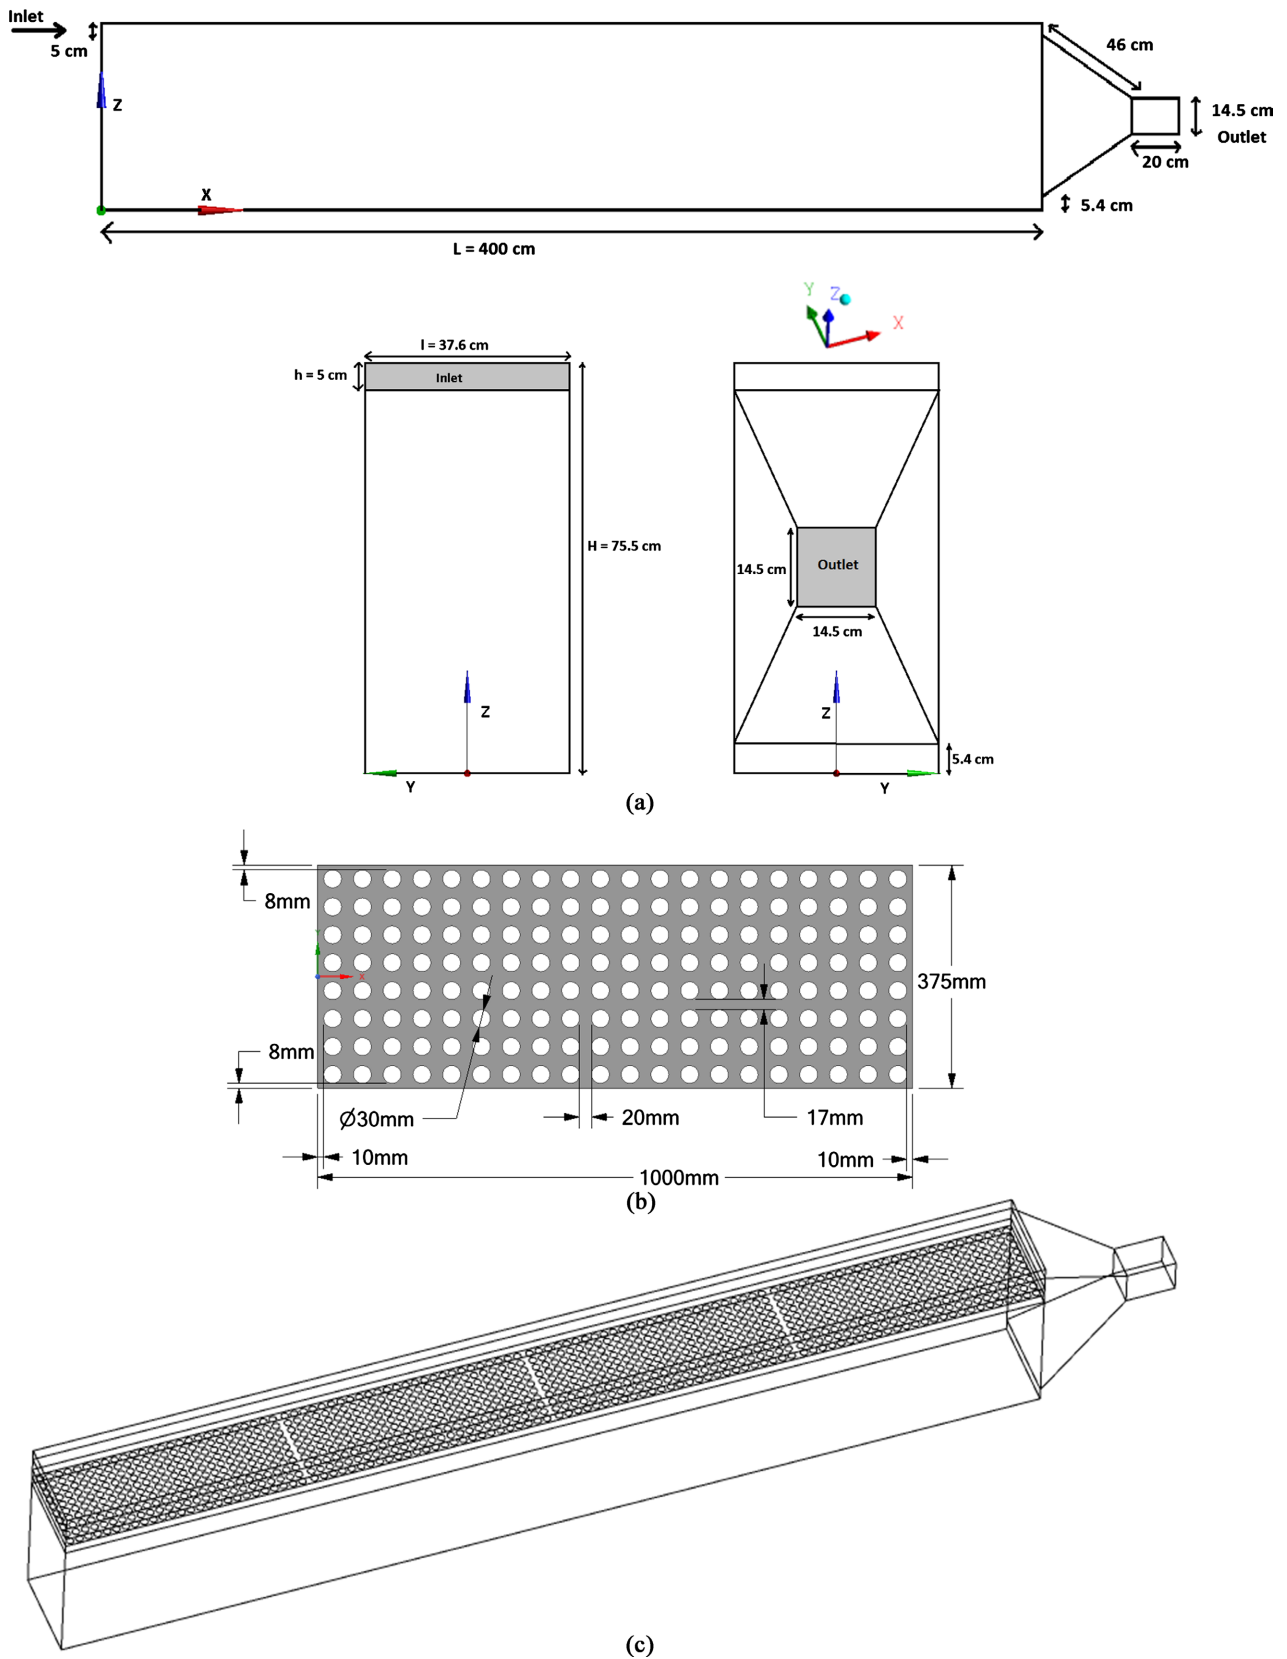 Inlet
5 cm
Z
X
46 cm
14.5 cm
Outlet
20 cm
5.4 cm
L = 400 cm
Y
Z
X
l = 37.6 cm
h = 5 cm
Inlet
H = 75.5 cm
Z
Y
14.5 cm
Outlet
14.5 cm
Z
5.4 cm
Y
(a)
8mm
Y
X
375mm
8mm
Ø30mm
20mm
17mm
10mm
10mm
1000mm
(b)
(c)